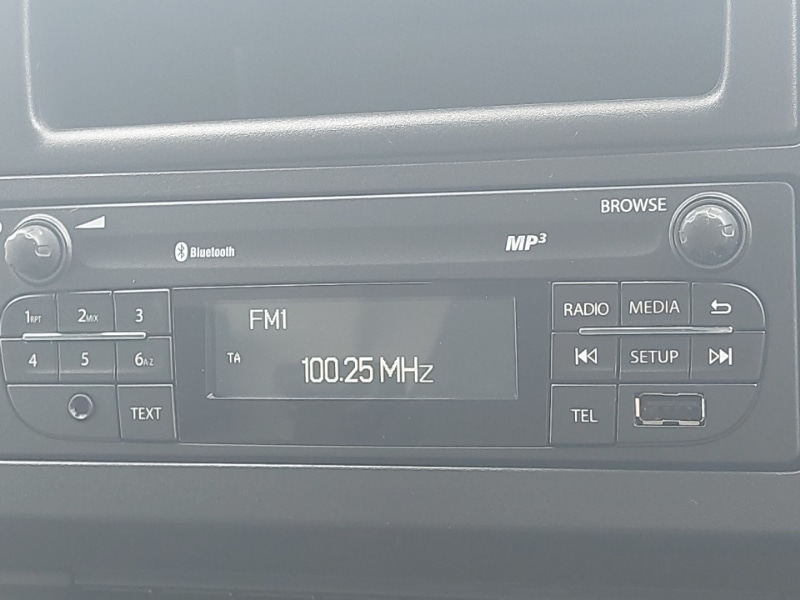 BROWSE
Bluetooth
MP3
1RPT 2MIX 3
4 5 6A-Z
TEXT
FM1
TA
100.25 MHz
RADIO MEDIA
SETUP
TEL